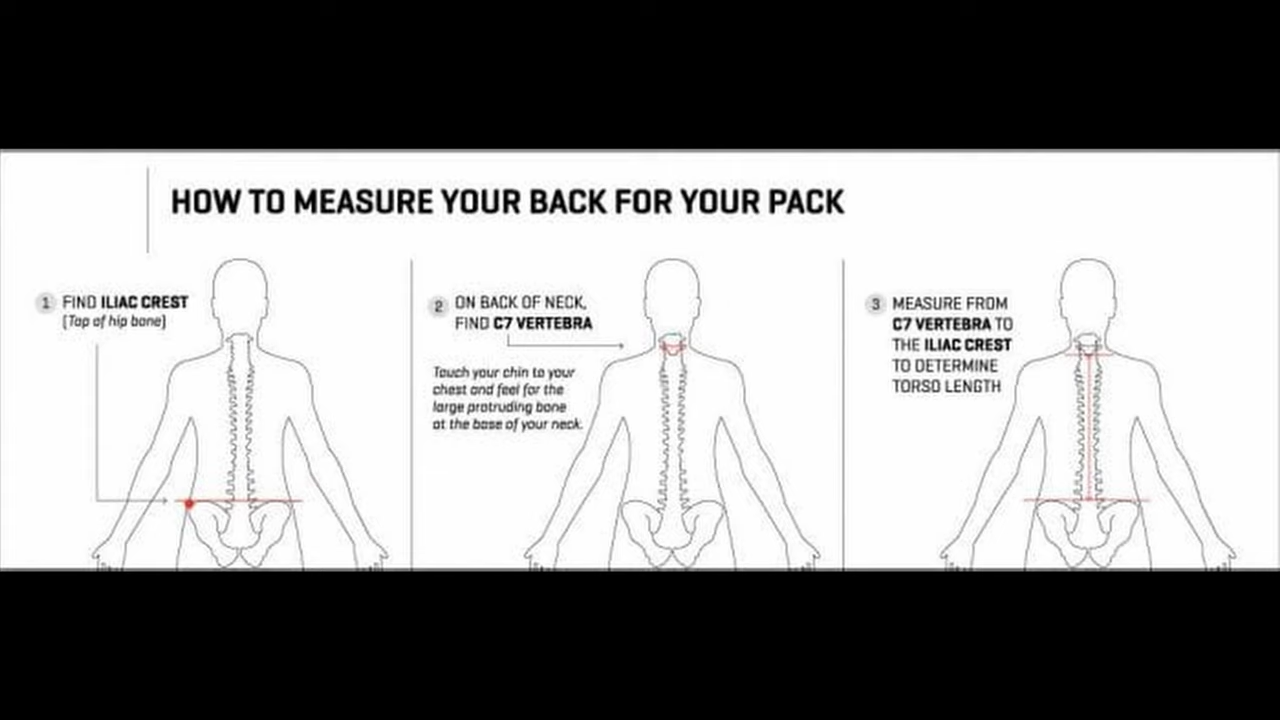 HOW TO MEASURE YOUR BACK FOR YOUR PACK
1 FIND ILIAC CREST
(Top of hip bone)
2 ON BACK OF NECK,
FIND C7 VERTEBRA
Touch your chin to your
chest and feel for the
large protruding bone
at the base of your neck.
3 MEASURE FROM
C7 VERTEBRA TO
THE ILIAC CREST
TO DETERMINE
TORSO LENGTH